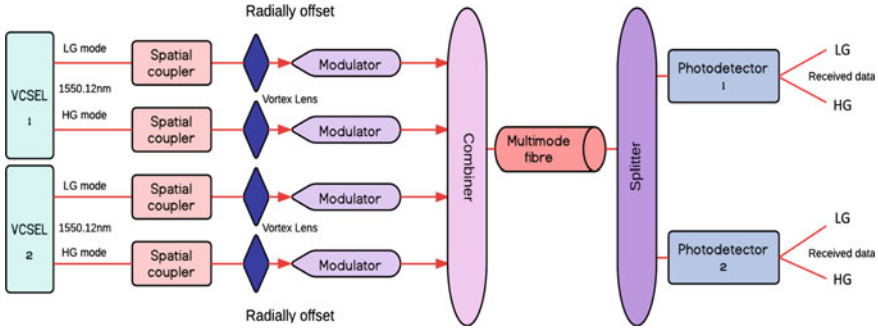 Radially offset
LG mode
1550.12nm
HG mode
VCSEL
1
Spatial
coupler
Spatial
coupler
Vortex Lens
Modulator
Modulator
LG mode
1550.12nm
HG mode
VCSEL
2
Spatial
coupler
Spatial
coupler
Vortex Lens
Modulator
Modulator
Radially offset
Combiner
Multimode
fibre
Splitter
Photodetector
1
LG
Received data
HG
Photodetector
2
LG
Received data
HG